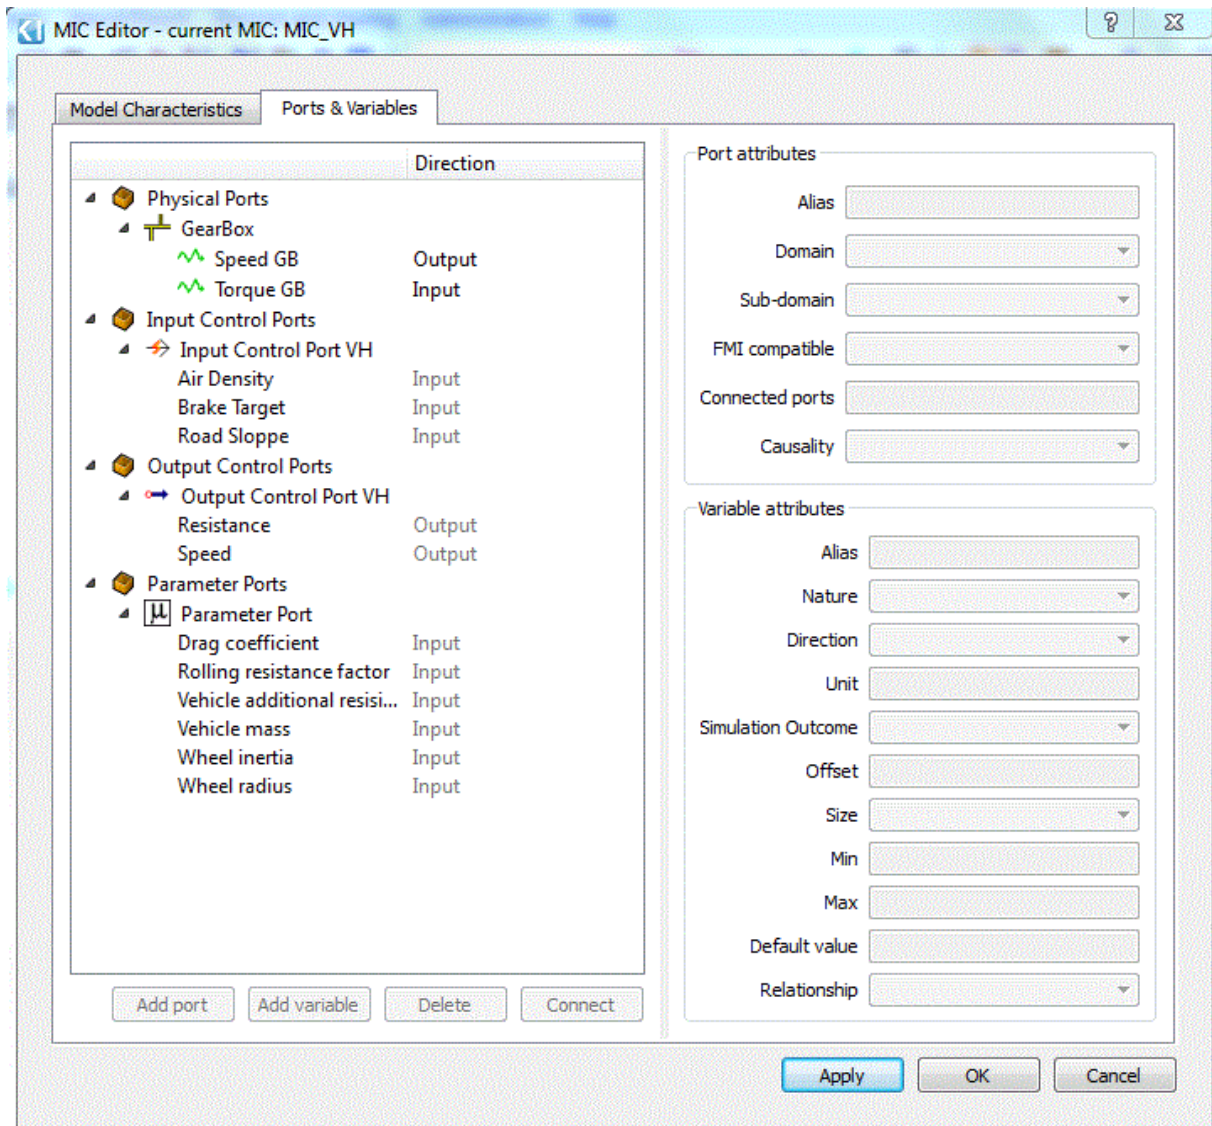 MIC Editor - current MIC: MIC_VH
Model Characteristics
Ports & Variables
Direction
Physical Ports
GearBox
Speed GB Output
Torque GB Input
Input Control Ports
Input Control Port VH
Air Density Input
Brake Target Input
Road Sloppe Input
Output Control Ports
Output Control Port VH
Resistance Output
Speed Output
Parameter Ports
µ Parameter Port
Drag coefficient Input
Rolling resistance factor Input
Vehicle additional resisi... Input
Vehicle mass Input
Wheel inertia Input
Wheel radius Input
Add port
Add variable
Delete
Connect
Port attributes
Alias
Domain
Sub-domain
FMI compatible
Connected ports
Causality
Variable attributes
Alias
Nature
Direction
Unit
Simulation Outcome
Offset
Size
Min
Max
Default value
Relationship
Apply
OK
Cancel